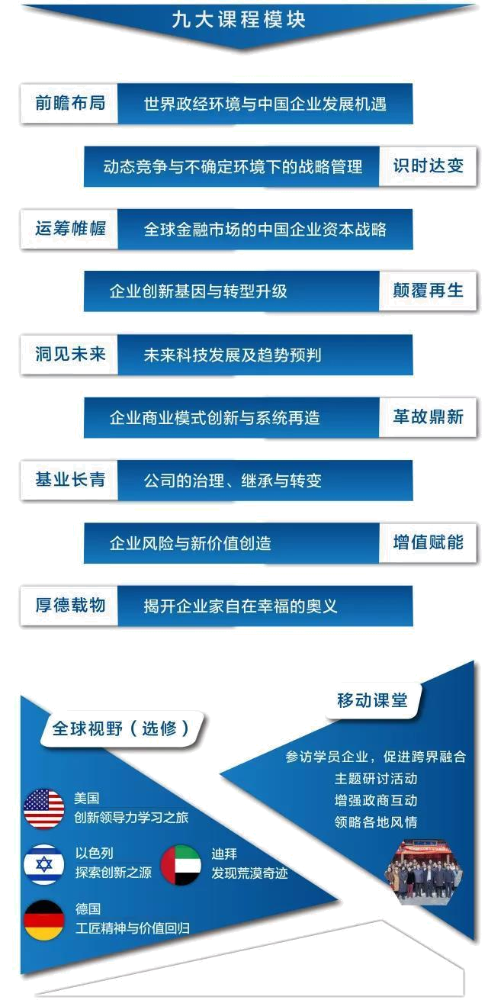 九大课程模块
前瞻布局
世界政经环境与中国企业发展机遇
动态竞争与不确定环境下的战略管理
识时达变
运筹帷幄
全球金融市场的中国企业资本战略
企业创新基因与转型升级
颠覆再生
洞见未来
未来科技发展及趋势预判
企业商业模式创新与系统再造
革故鼎新
基业长青
公司的治理、继承与转变
企业风险与新价值创造
增值赋能
厚德载物
揭开企业家自在幸福的奥义
全球视野（选修）
美国
创新领导力学习之旅
以色列
探索创新之源
迪拜
发现荒漠奇迹
德国
工匠精神与价值回归
移动课堂
参访学员企业，促进跨界融合
主题研讨活动
增强政商互动
领略各地风情